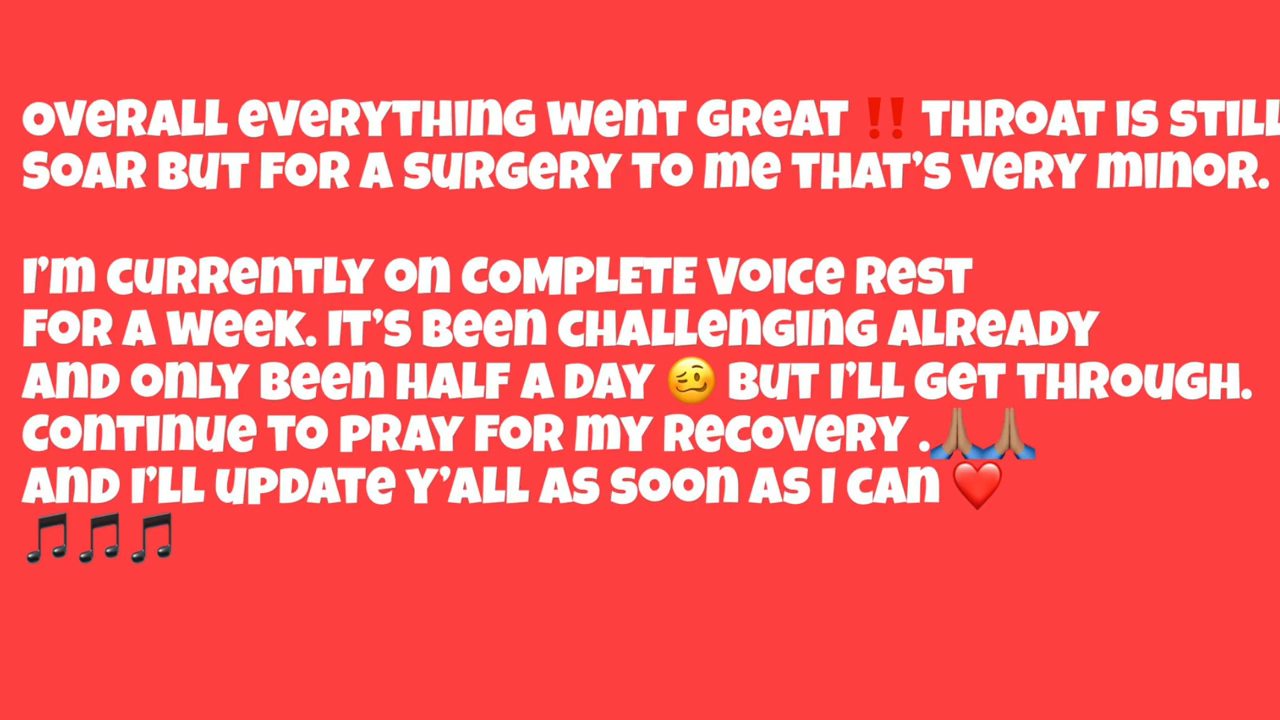 Overall everything went great ‼️ Throat is still
soar but for a surgery to me that’s very minor.
I’m currently on COMPLETE voice rest
for a week. It’s been challenging already
and only been half a day 🥴 but I’ll get through.
Continue to pray for my recovery .🙏🏽🙏🏽
And I’ll update y’all as soon as I can ❤️
🎵🎵🎵